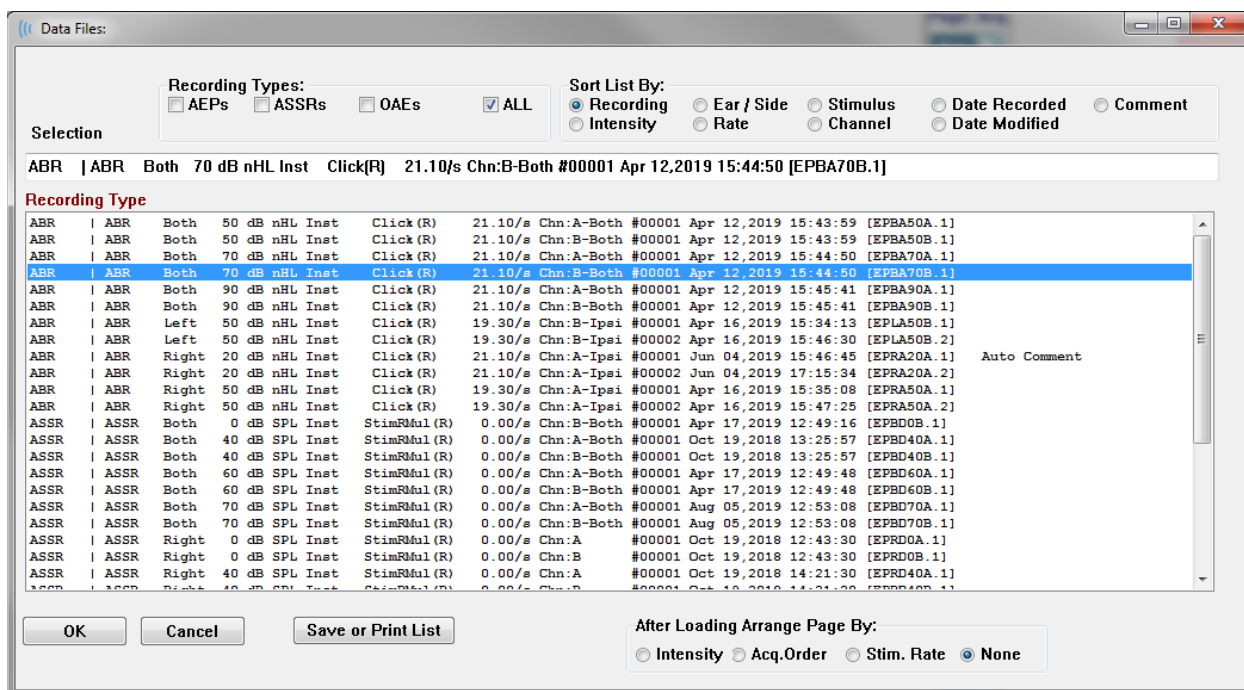 Data Files:
Recording Types:
AEPs ASSRs OAEs ALL
Sort List By:
Recording Ear / Side Stimulus Date Recorded Comment
Intensity Rate Channel Date Modified
Selection
ABR | ABR Both 70 dB nHL Inst Click(R) 21.10/s Chn:B-Both #00001 Apr 12,2019 15:44:50 [EPBA70B.1]
Recording Type
ABR | ABR Both 50 dB nHL Inst Click(R) 21.10/s Chn:A-Both #00001 Apr 12,2019 15:43:59 [EPBA50A.1]
ABR | ABR Both 50 dB nHL Inst Click(R) 21.10/s Chn:B-Both #00001 Apr 12,2019 15:43:59 [EPBA50B.1]
ABR | ABR Both 70 dB nHL Inst Click(R) 21.10/s Chn:A-Both #00001 Apr 12,2019 15:44:50 [EPBA70A.1]
ABR | ABR Both 70 dB nHL Inst Click(R) 21.10/s Chn:B-Both #00001 Apr 12,2019 15:44:50 [EPBA70B.1]
ABR | ABR Both 90 dB nHL Inst Click(R) 21.10/s Chn:A-Both #00001 Apr 12,2019 15:45:41 [EPBA90A.1]
ABR | ABR Both 90 dB nHL Inst Click(R) 21.10/s Chn:B-Both #00001 Apr 12,2019 15:45:41 [EPBA90B.1]
ABR | ABR Left 50 dB nHL Inst Click(R) 19.30/s Chn:B-Ipsi #00001 Apr 16,2019 15:34:13 [EPLA50B.1]
ABR | ABR Left 50 dB nHL Inst Click(R) 19.30/s Chn:B-Ipsi #00002 Apr 16,2019 15:46:30 [EPLA50B.2]
ABR | ABR Right 20 dB nHL Inst Click(R) 21.10/s Chn:A-Ipsi #00001 Jun 04,2019 15:46:45 [EPRA20A.1] Auto Comment
ABR | ABR Right 20 dB nHL Inst Click(R) 21.10/s Chn:A-Ipsi #00002 Jun 04,2019 17:15:34 [EPRA20A.2]
ABR | ABR Right 50 dB nHL Inst Click(R) 19.30/s Chn:A-Ipsi #00001 Apr 16,2019 15:35:08 [EPRA50A.1]
ABR | ABR Right 50 dB nHL Inst Click(R) 19.30/s Chn:A-Ipsi #00002 Apr 16,2019 15:47:25 [EPRA50A.2]
ASSR | ASSR Both 0 dB SPL Inst StimRMul(R) 0.00/s Chn:B-Both #00001 Apr 17,2019 12:49:16 [EPBD0B.1]
ASSR | ASSR Both 40 dB SPL Inst StimRMul(R) 0.00/s Chn:A-Both #00001 Oct 19,2018 13:25:57 [EPBD40A.1]
ASSR | ASSR Both 40 dB SPL Inst StimRMul(R) 0.00/s Chn:B-Both #00001 Oct 19,2018 13:25:57 [EPBD40B.1]
ASSR | ASSR Both 60 dB SPL Inst StimRMul(R) 0.00/s Chn:A-Both #00001 Apr 17,2019 12:49:48 [EPBD60A.1]
ASSR | ASSR Both 60 dB SPL Inst StimRMul(R) 0.00/s Chn:B-Both #00001 Apr 17,2019 12:49:48 [EPBD60B.1]
ASSR | ASSR Both 70 dB SPL Inst StimRMul(R) 0.00/s Chn:A-Both #00001 Aug 05,2019 12:53:08 [EPBD70A.1]
ASSR | ASSR Both 70 dB SPL Inst StimRMul(R) 0.00/s Chn:B-Both #00001 Aug 05,2019 12:53:08 [EPBD70B.1]
ASSR | ASSR Right 0 dB SPL Inst StimRMul(R) 0.00/s Chn:A #00001 Oct 19,2018 12:43:30 [EPRD0A.1]
ASSR | ASSR Right 0 dB SPL Inst StimRMul(R) 0.00/s Chn:B #00001 Oct 19,2018 12:43:30 [EPRD0B.1]
ASSR | ASSR Right 40 dB SPL Inst StimRMul(R) 0.00/s Chn:A #00001 Oct 19,2018 14:21:30 [EPRD40A.1]
OK Cancel Save or Print List
After Loading Arrange Page By:
Intensity Acq.Order Stim. Rate None